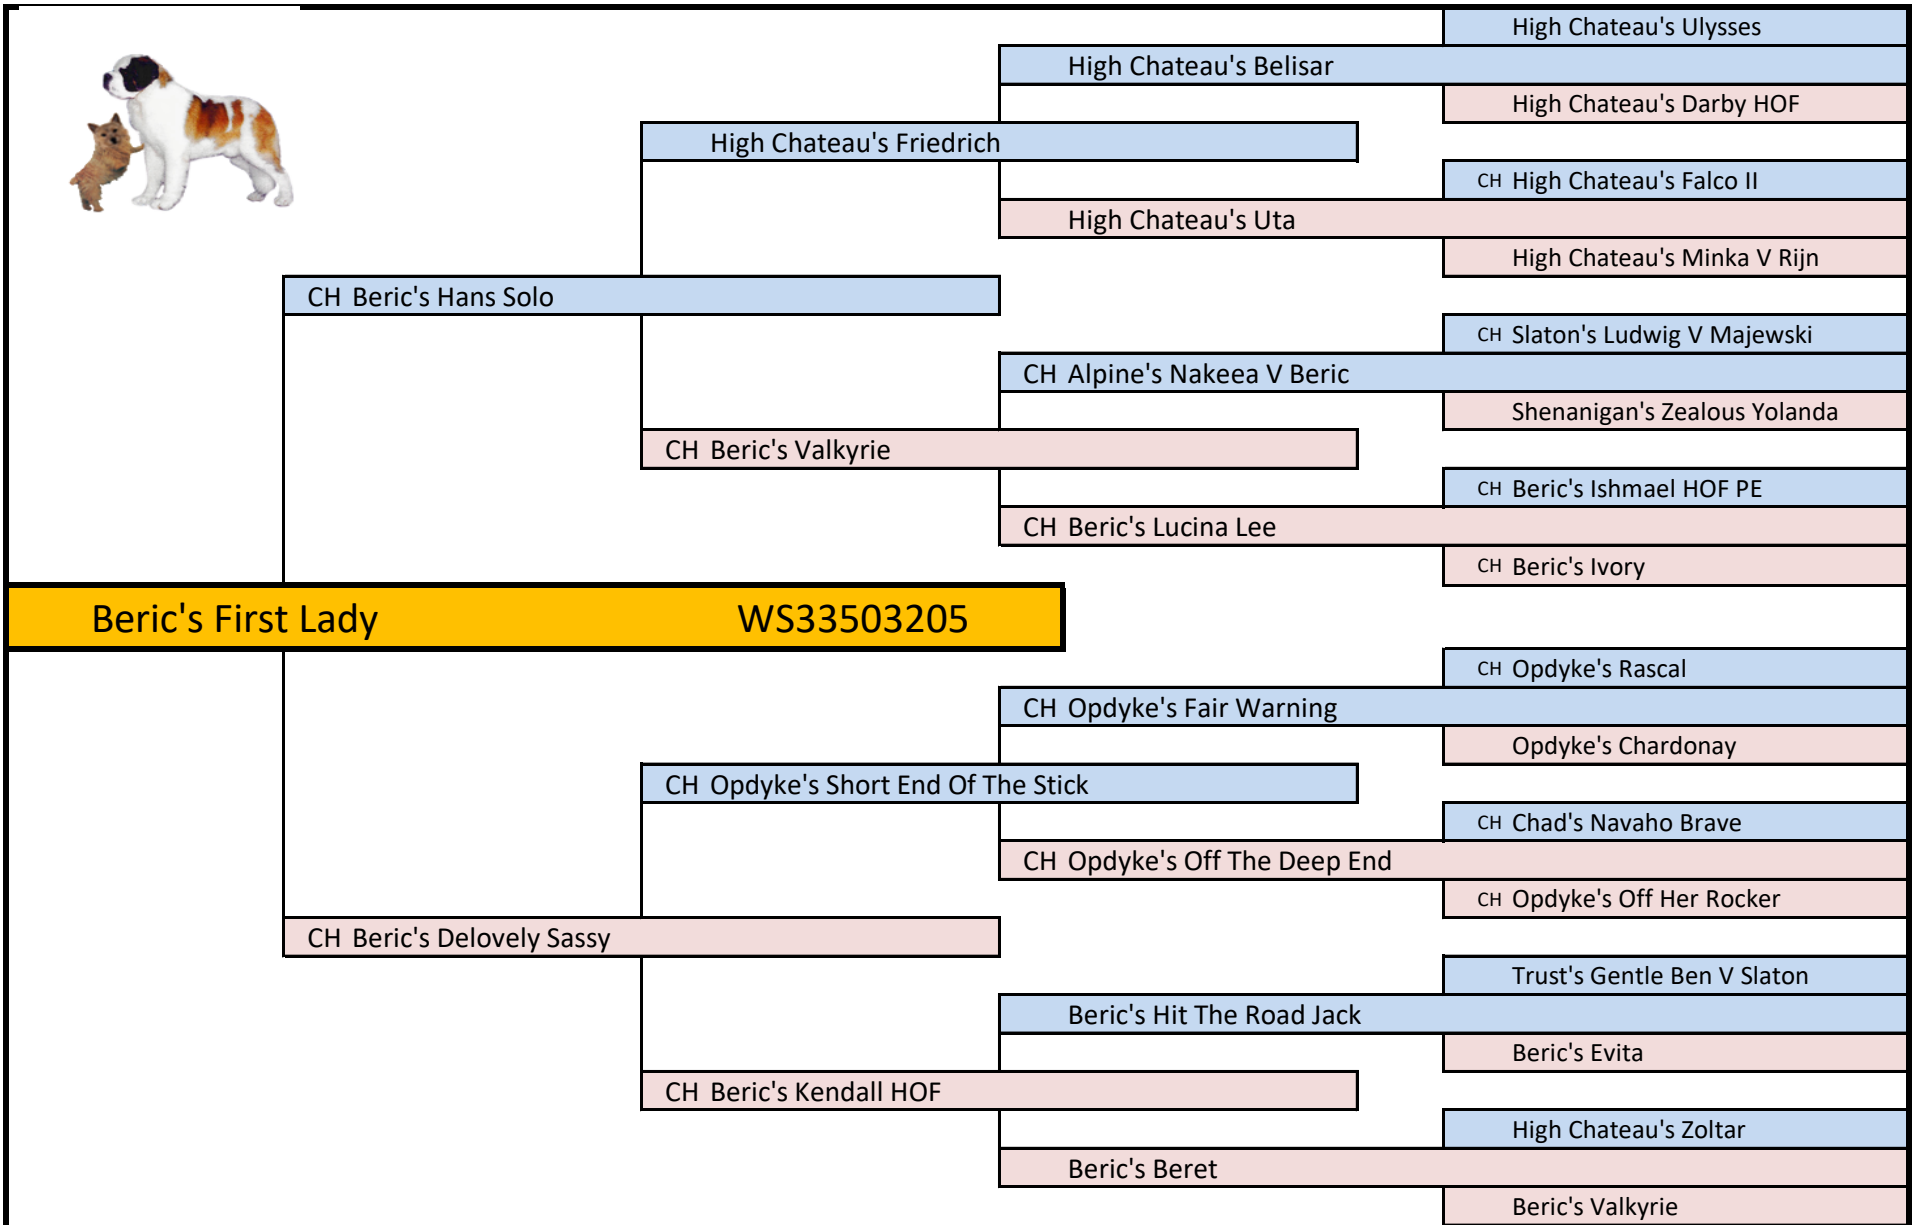 High Chateau's Ulysses
High Chateau's Belisar
High Chateau's Darby HOF
High Chateau's Friedrich
CH High Chateau's Falco II
High Chateau's Uta
High Chateau's Minka V Rijn
CH Beric's Hans Solo
CH Slaton's Ludwig V Majewski
CH Alpine's Nakeea V Beric
Shenanigan's Zealous Yolanda
CH Beric's Valkyrie
CH Beric's Ishmael HOF PE
CH Beric's Lucina Lee
CH Beric's Ivory
Beric's First Lady WS33503205
CH Opdyke's Rascal
CH Opdyke's Fair Warning
Opdyke's Chardonay
CH Opdyke's Short End Of The Stick
CH Chad's Navaho Brave
CH Opdyke's Off The Deep End
CH Opdyke's Off Her Rocker
CH Beric's Delovely Sassy
Trust's Gentle Ben V Slaton
Beric's Hit The Road Jack
Beric's Evita
CH Beric's Kendall HOF
High Chateau's Zoltar
Beric's Beret
Beric's Valkyrie